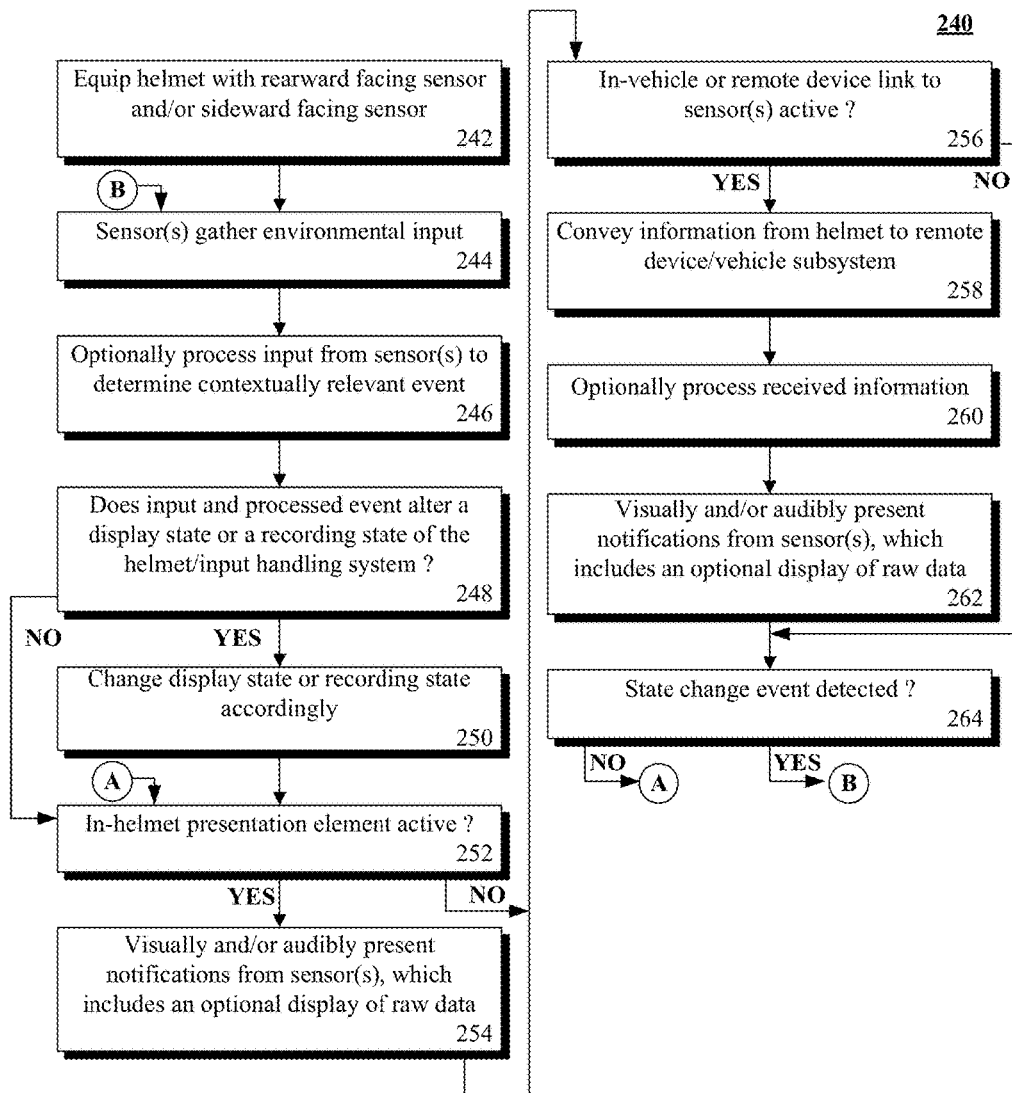 240
Equip helmet with rearward facing sensor
and/or sideward facing sensor
242
B
Sensor(s) gather environmental input
244
Optionally process input from sensor(s) to
determine contextually relevant event
246
Does input and processed event alter a
display state or a recording state of the
helmet/input handling system ?
248
NO
YES
Change display state or recording state
accordingly
250
A
In-helmet presentation element active ?
252
YES
NO
Visually and/or audibly present
notifications from sensor(s), which
includes an optional display of raw data
254
In-vehicle or remote device link to
sensor(s) active ?
256
YES
NO
Convey information from helmet to remote
device/vehicle subsystem
258
Optionally process received information
260
Visually and/or audibly present
notifications from sensor(s), which
includes an optional display of raw data
262
State change event detected ?
264
NO
A
YES
B